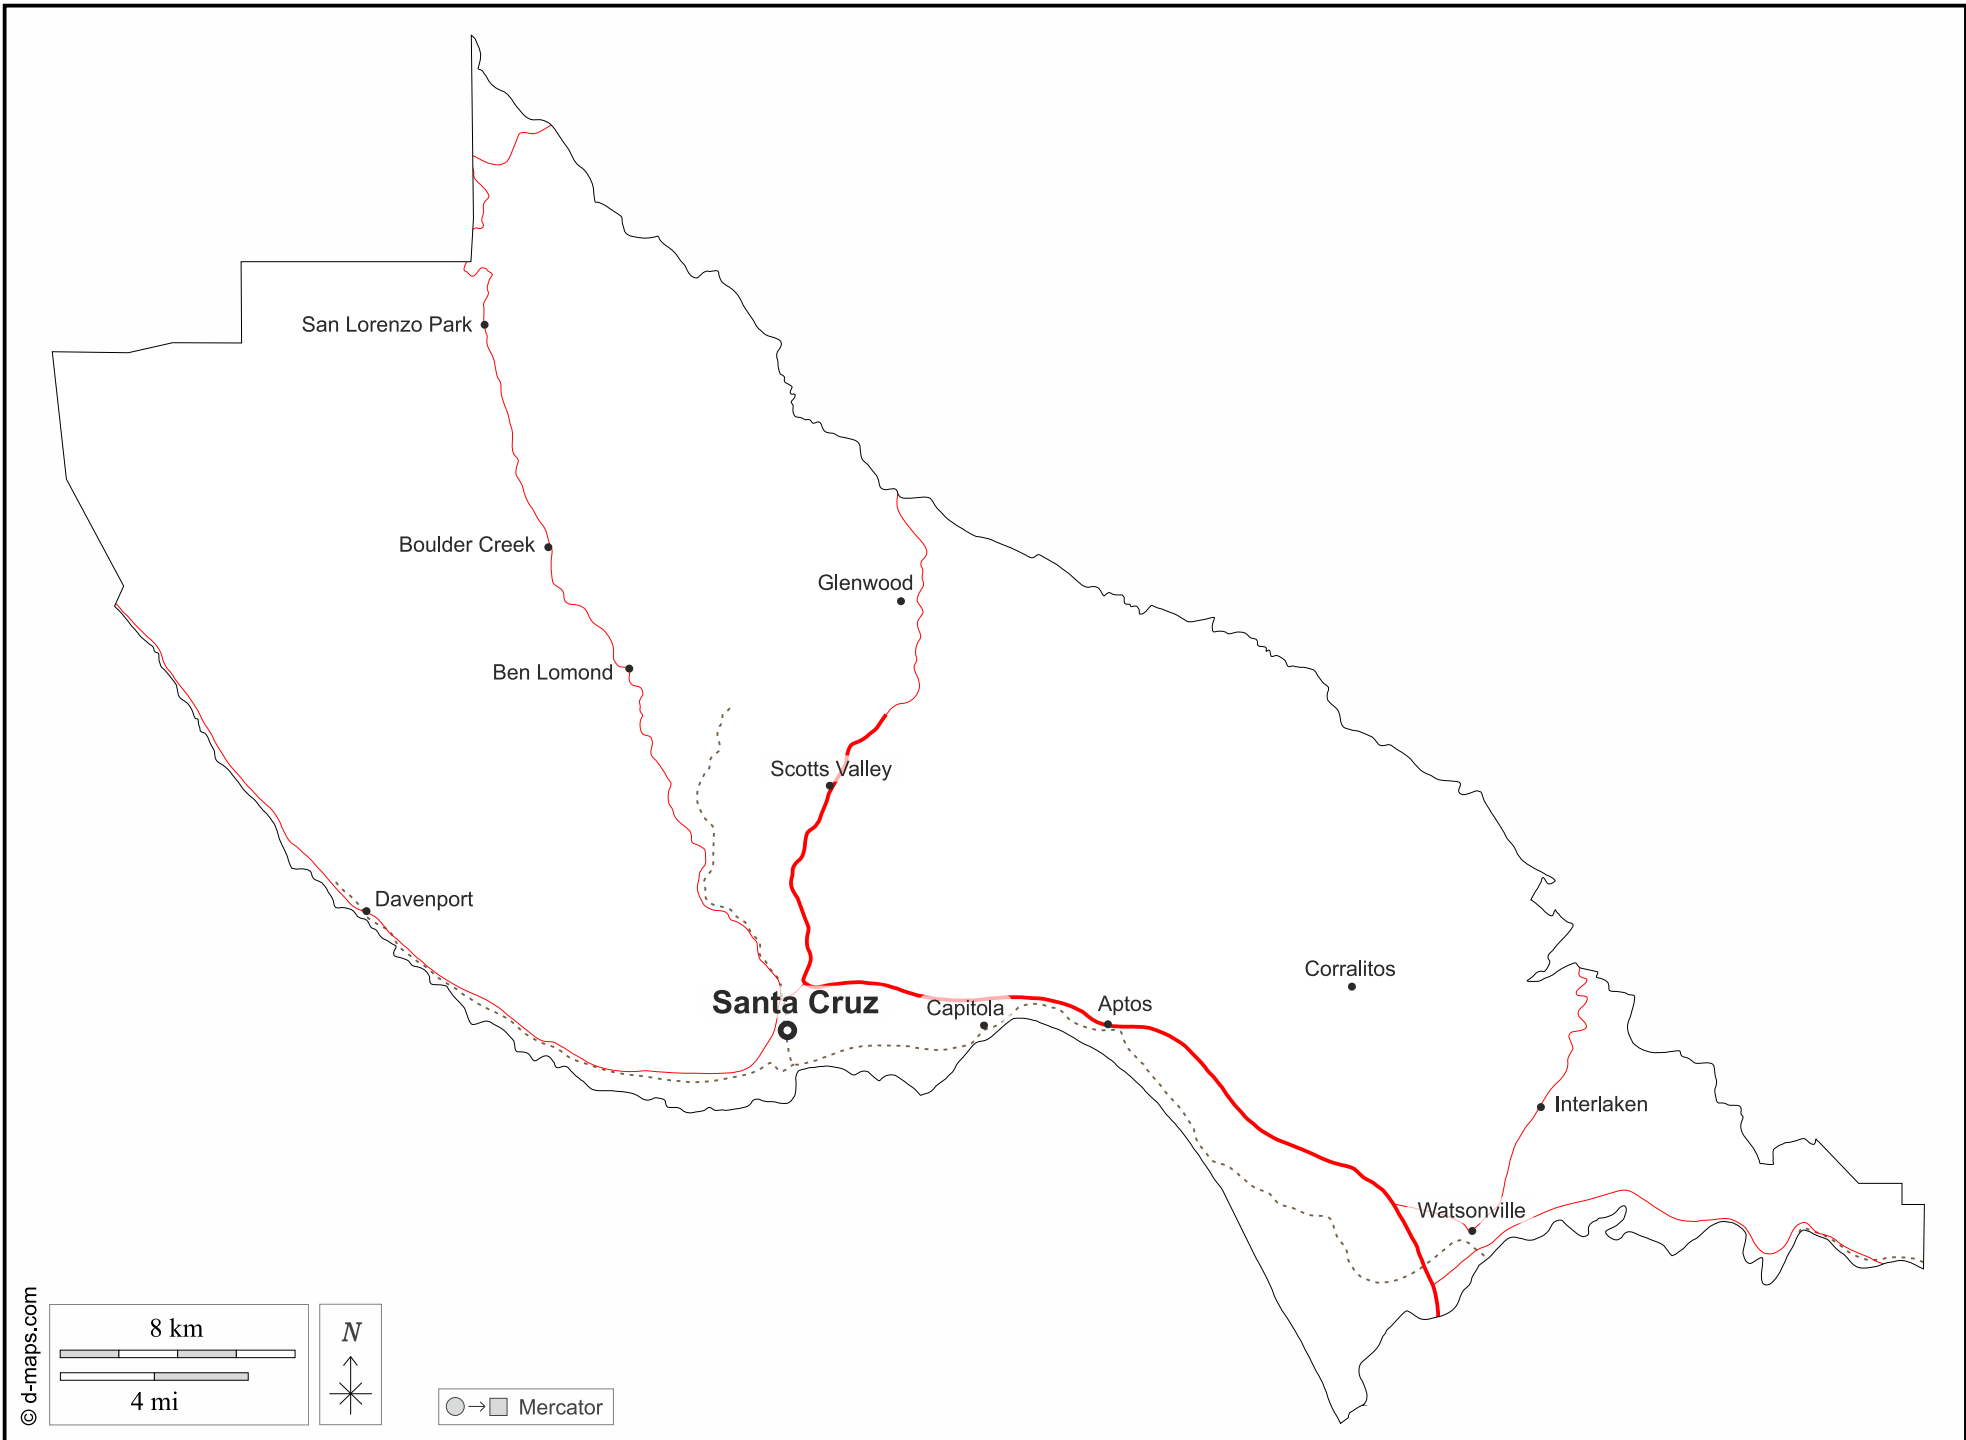 San Lorenzo Park
Boulder Creek
Glenwood
Ben Lomond
Scotts Valley
Davenport
Corralitos
Santa Cruz
Capitola
Aptos
Interlaken
Watsonville
© d-maps.com
8 km
4 mi
N
Mercator